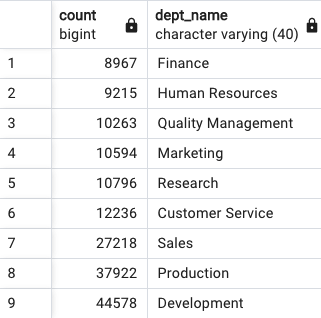 count dept_name
bigint character varying (40)
1 8967 Finance
2 9215 Human Resources
3 10263 Quality Management
4 10594 Marketing
5 10796 Research
6 12236 Customer Service
7 27218 Sales
8 37922 Production
9 44578 Development